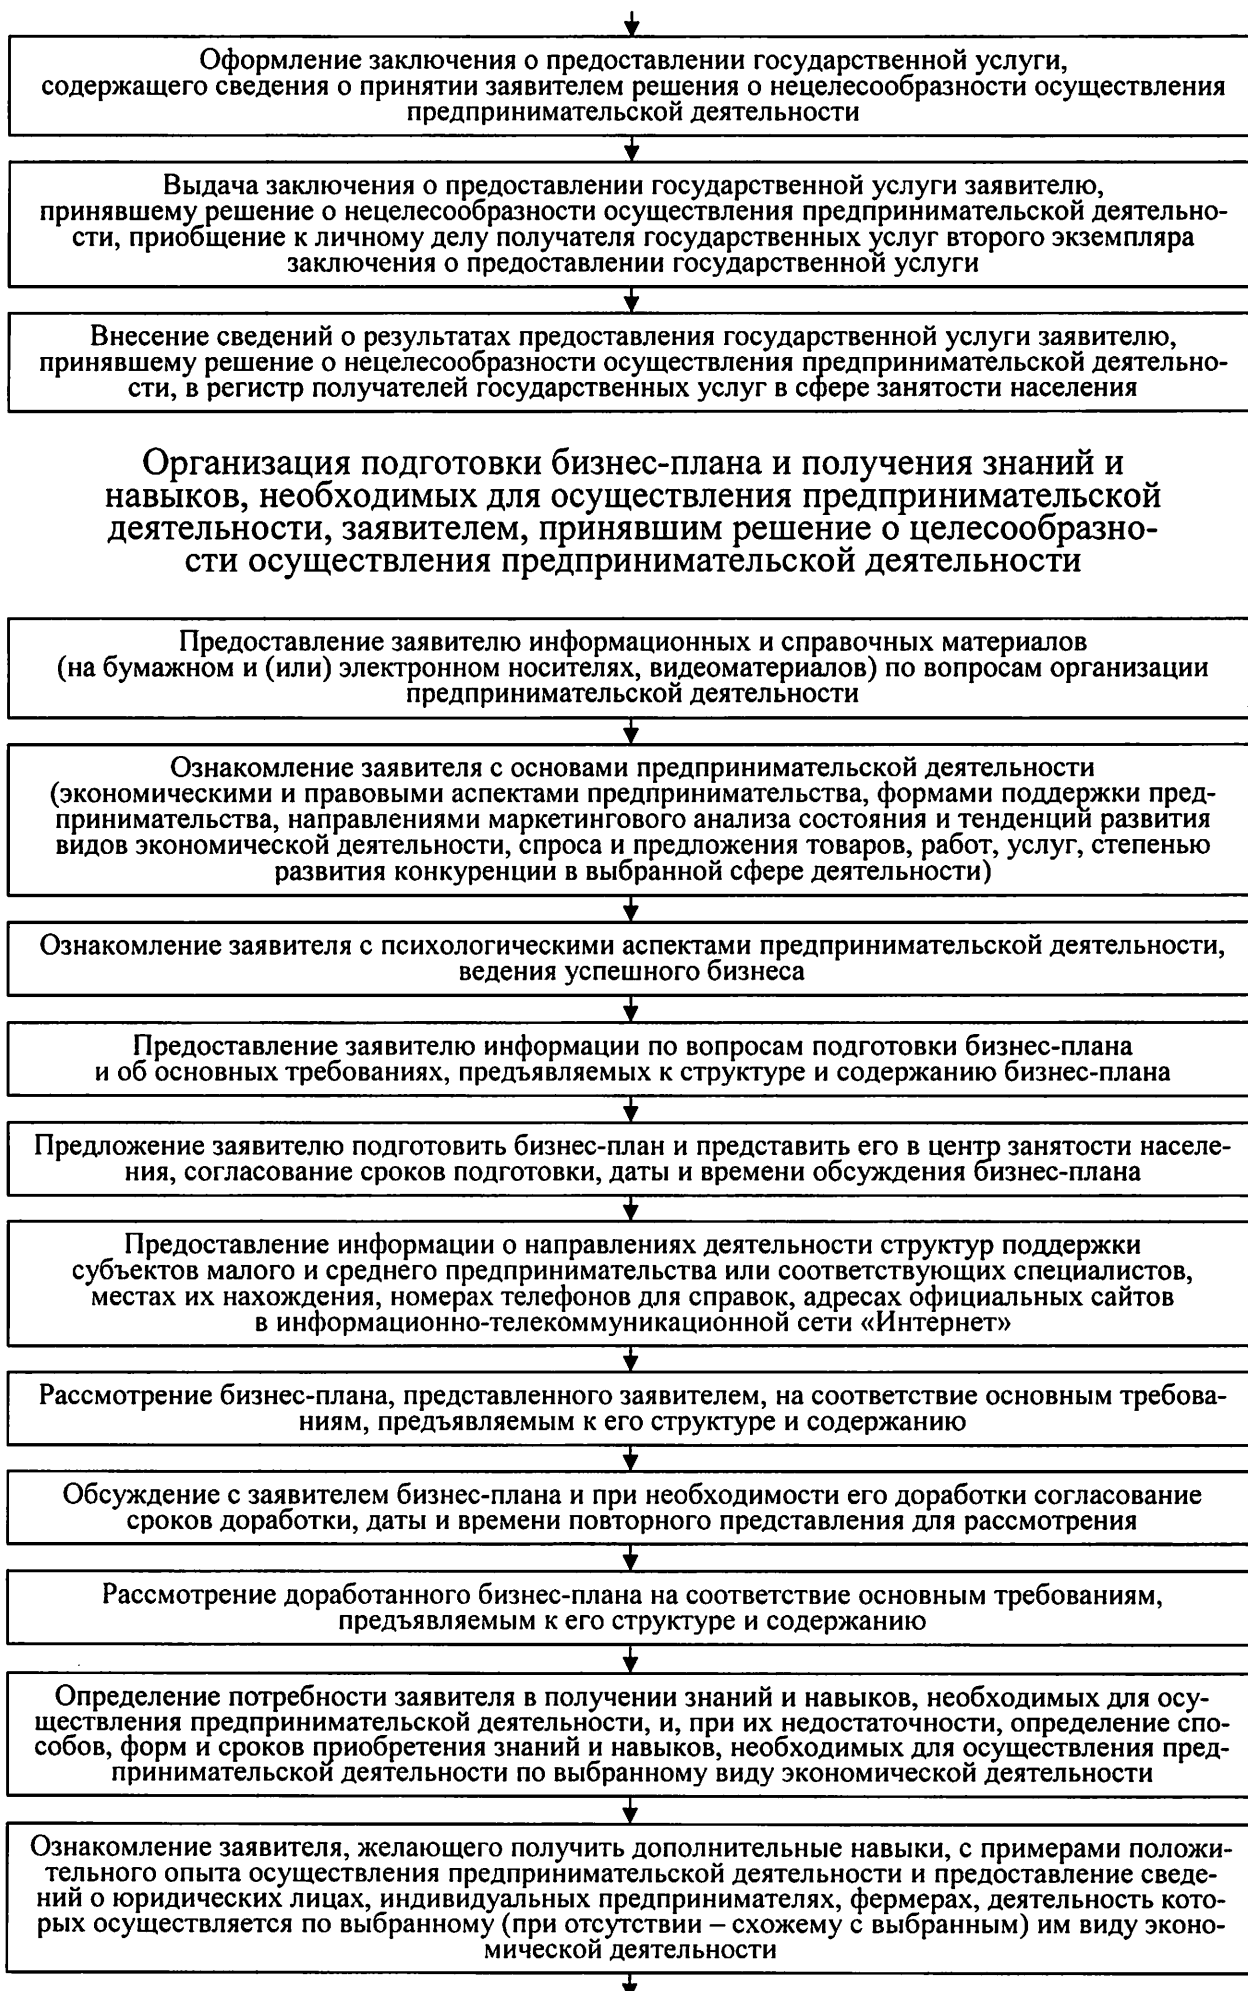 Оформление заключения о предоставлении государственной услуги,
содержащего сведения о принятии заявителем решения о нецелесообразности осуществления
предпринимательской деятельности
Выдача заключения о предоставлении государственной услуги заявителю,
принявшему решение о нецелесообразности осуществления предпринимательской деятельно-
сти, приобщение к личному делу получателя государственных услуг второго экземпляра
заключения о предоставлении государственной услуги
Внесение сведений о результатах предоставления государственной услуги заявителю,
принявшему решение о нецелесообразности осуществления предпринимательской деятельно-
сти, в регистр получателей государственных услуг в сфере занятости населения
Организация подготовки бизнес-плана и получения знаний и
навыков, необходимых для осуществления предпринимательской
деятельности, заявителем, принявшим решение о целесообразно-
сти осуществления предпринимательской деятельности
Предоставление заявителю информационных и справочных материалов
(на бумажном и (или) электронном носителях, видеоматериалов) по вопросам организации
предпринимательской деятельности
Ознакомление заявителя с основами предпринимательской деятельности
(экономическими и правовыми аспектами предпринимательства, формами поддержки пред-
принимательства, направлениями маркетингового анализа состояния и тенденций развития
видов экономической деятельности, спроса и предложения товаров, работ, услуг, степенью
развития конкуренции в выбранной сфере деятельности)
Ознакомление заявителя с психологическими аспектами предпринимательской деятельности,
ведения успешного бизнеса
Предоставление заявителю информации по вопросам подготовки бизнес-плана
и об основных требованиях, предъявляемых к структуре и содержанию бизнес-плана
Предложение заявителю подготовить бизнес-план и представить его в центр занятости населе-
ния, согласование сроков подготовки, даты и времени обсуждения бизнес-плана
Предоставление информации о направлениях деятельности структур поддержки
субъектов малого и среднего предпринимательства или соответствующих специалистов,
местах их нахождения, номерах телефонов для справок, адресах официальных сайтов
в информационно-телекоммуникационной сети «Интернет»
Рассмотрение бизнес-плана, представленного заявителем, на соответствие основным требова-
ниям, предъявляемым к его структуре и содержанию
Обсуждение с заявителем бизнес-плана и при необходимости его доработки согласование
сроков доработки, даты и времени повторного представления для рассмотрения
Рассмотрение доработанного бизнес-плана на соответствие основным требованиям,
предъявляемым к его структуре и содержанию
Определение потребности заявителя в получении знаний и навыков, необходимых для осу-
ществления предпринимательской деятельности, и, при их недостаточности, определение спо-
собов, форм и сроков приобретения знаний и навыков, необходимых для осуществления пред-
принимательской деятельности по выбранному виду экономической деятельности
Ознакомление заявителя, желающего получить дополнительные навыки, с примерами положи-
тельного опыта осуществления предпринимательской деятельности и предоставление сведе-
ний о юридических лицах, индивидуальных предпринимателях, фермерах, деятельность кото-
рых осуществляется по выбранному (при отсутствии – схожему с выбранным) им виду эконо-
мической деятельности